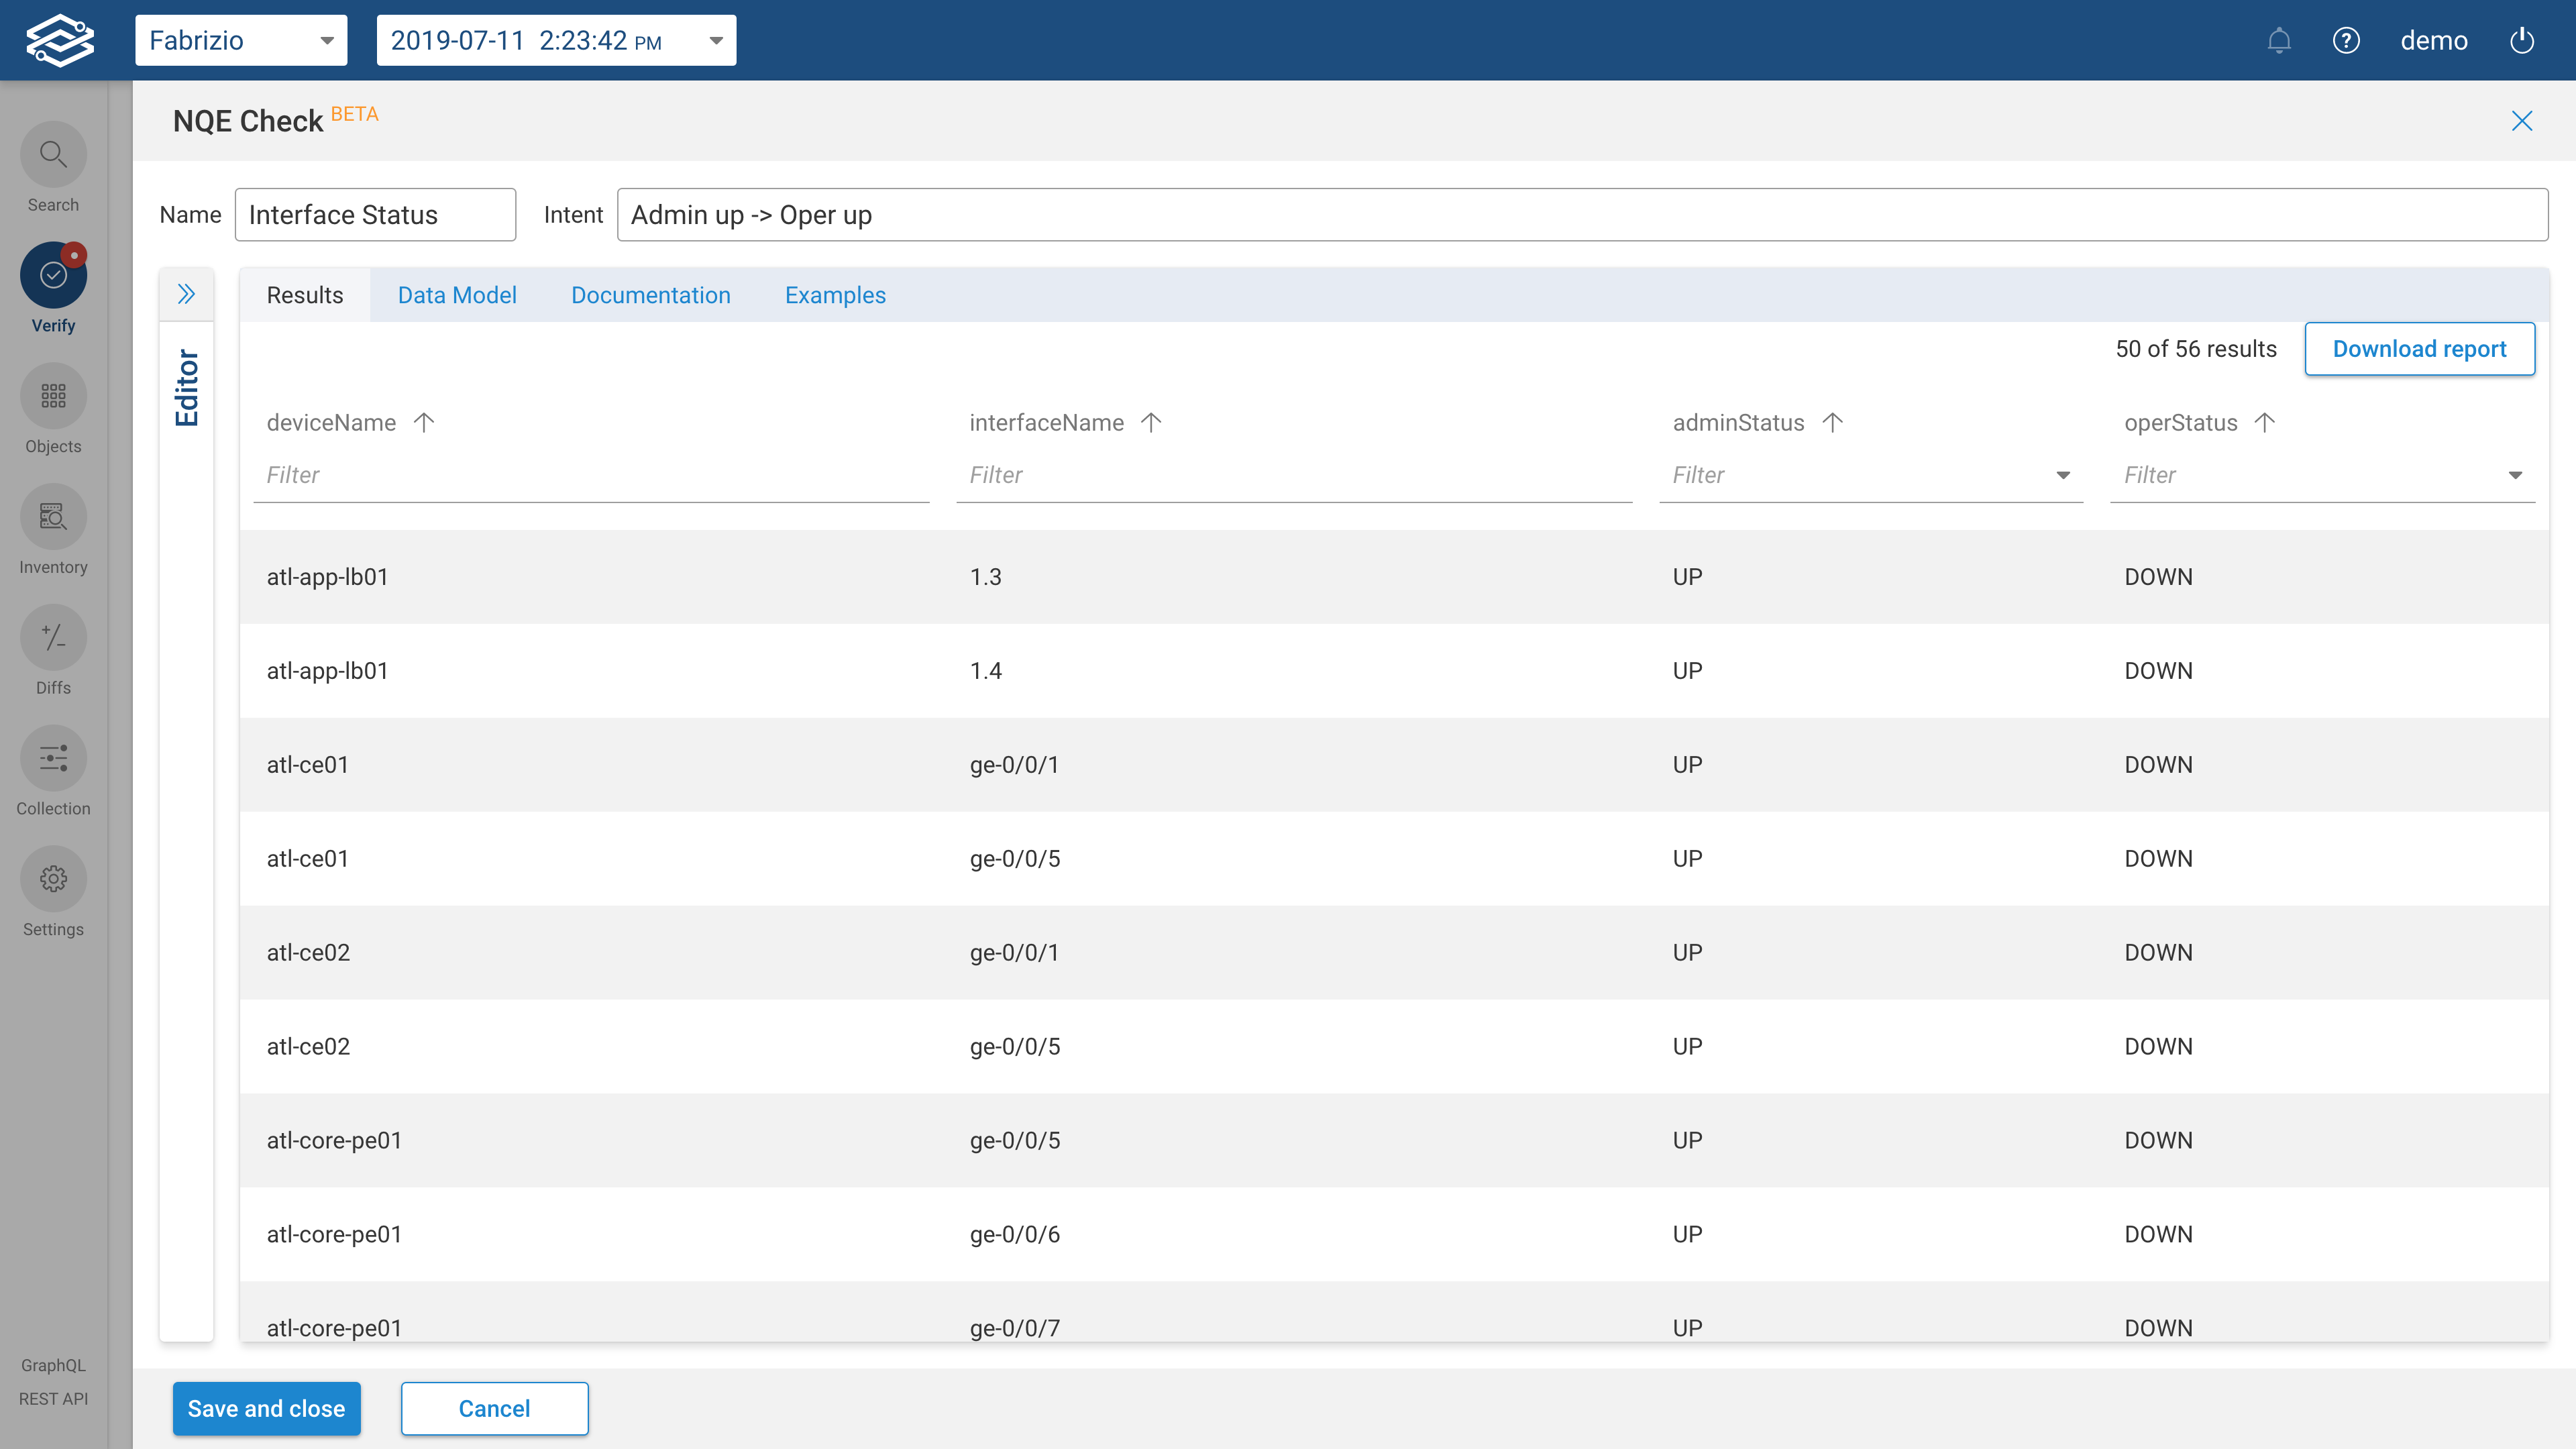 Fabrizio 2019-07-11 2:23:42 PM ? demo
NQE Check BETA
Search
Verify
Objects
Inventory
Diffs
Collection
Settings
GraphQL
REST API
Name Interface Status Intent Admin up -> Oper up
Editor
Results Data Model Documentation Examples
50 of 56 results Download report
deviceName interfaceName adminStatus operStatus
Filter Filter Filter Filter
atl-app-lb01 1.3 UP DOWN
atl-app-lb01 1.4 UP DOWN
atl-ce01 ge-0/0/1 UP DOWN
atl-ce01 ge-0/0/5 UP DOWN
atl-ce02 ge-0/0/1 UP DOWN
atl-ce02 ge-0/0/5 UP DOWN
atl-core-pe01 ge-0/0/5 UP DOWN
atl-core-pe01 ge-0/0/6 UP DOWN
atl-core-pe01 ge-0/0/7 UP DOWN
Save and close Cancel